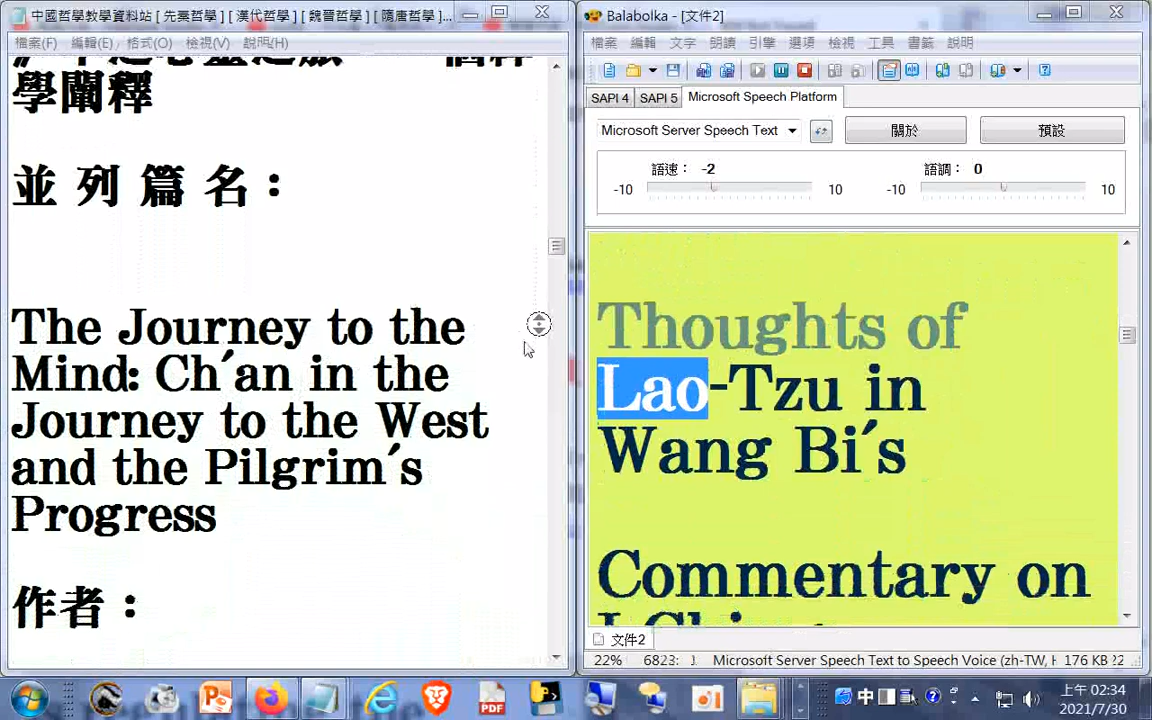 中國哲學教學資料站 [ 先秦哲學 ] [ 漢代哲學 ] [ 魏晉哲學 ] [ 隋唐哲學 ]...
檔案(F) 編輯(E) 格式(O) 檢視(V) 說明(H)
學闡釋
並 列 篇 名：
The Journey to the
Mind: Ch´an in the
Journey to the West
and the Pilgrim´s
Progress
作者：
Balabolka - [文件2]
檔案 編輯 文字 朗讀 引擎 選項 檢視 工具 書籤 說明
SAPI 4 SAPI 5 Microsoft Speech Platform
Microsoft Server Speech Text 關於 預設
語速： -2 語調： 0
-10 10 -10 10
Thoughts of
Lao-Tzu in
Wang Bi´s
Commentary on
文件2
22% 6823: Microsoft Server Speech Text to Speech Voice (zh-TW, H 176 KB
PDF 中 上午 02:34
2021/7/30